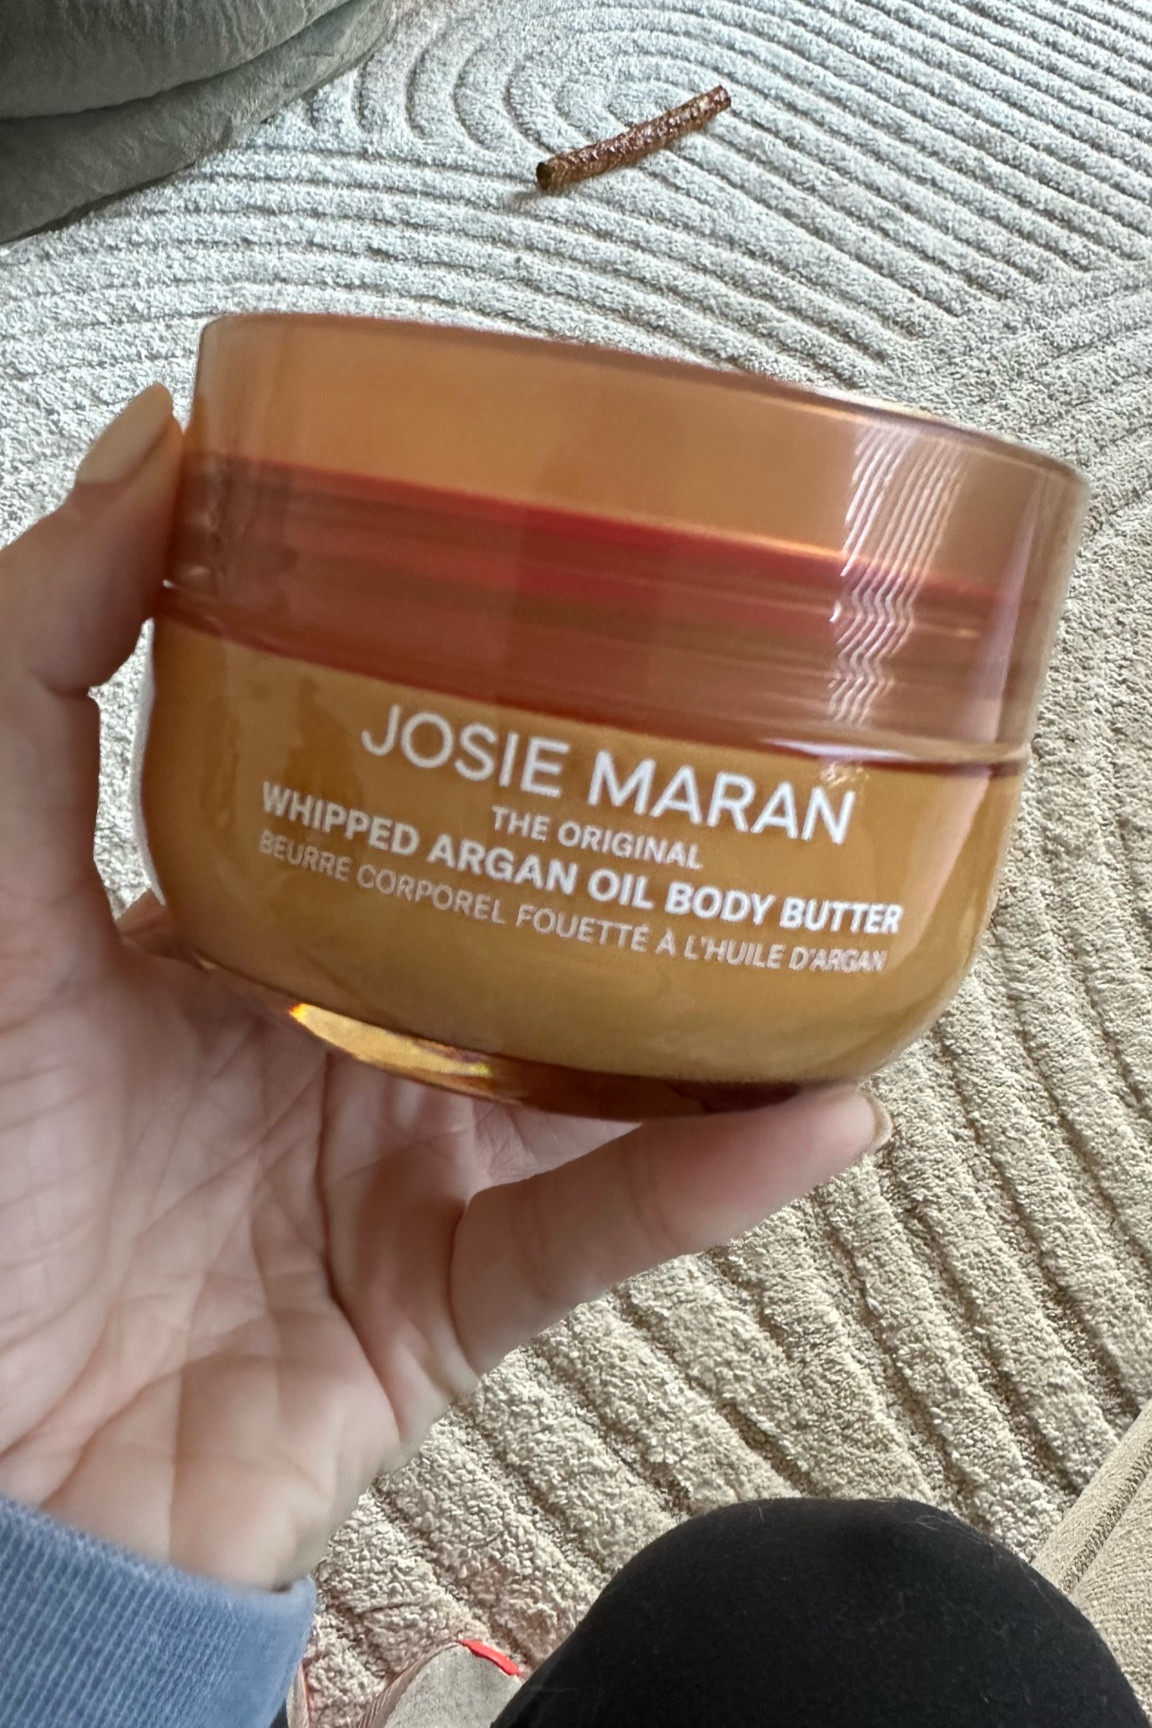 JOSIE MARAN
THE ORIGINAL
WHIPPED ARGAN OIL BODY BUTTER
BEURRE CORPOREL FOUETTÉ À L'HUILE D'ARGAN